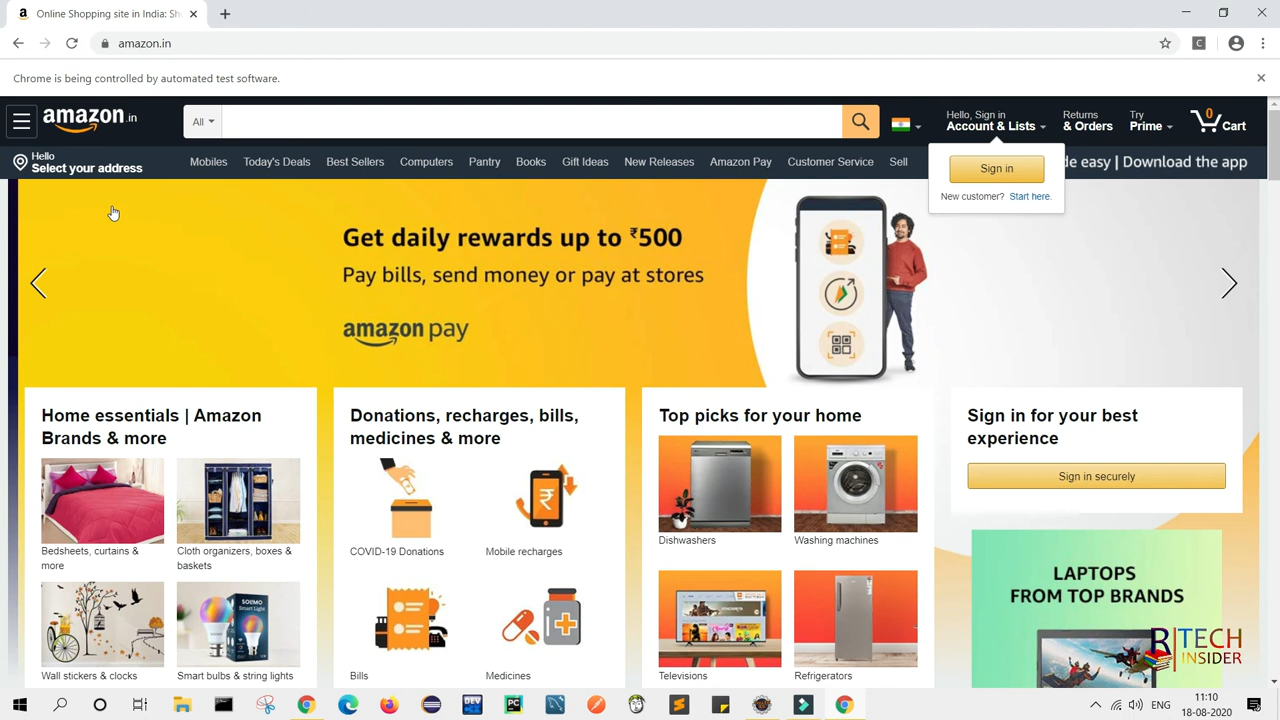 Online Shopping site in India: Sh
amazon.in
Chrome is being controlled by automated test software.
amazon.in
All
Hello, Sign in
Account & Lists
Returns
& Orders
Try
Prime
0
Cart
Hello
Select your address
Mobiles
Today's Deals
Best Sellers
Computers
Pantry
Books
Gift Ideas
New Releases
Amazon Pay
Customer Service
Sell
de easy | Download the app
Sign in
New customer? Start here.
Get daily rewards up to ₹500
Pay bills, send money or pay at stores
amazon pay
Home essentials | Amazon
Brands & more
Bedsheets, curtains &
more
Cloth organizers, boxes &
baskets
Wall stickers & clocks
Smart bulbs & string lights
Donations, recharges, bills,
medicines & more
COVID-19 Donations
Mobile recharges
Bills
Medicines
Top picks for your home
Dishwashers
Washing machines
Televisions
Refrigerators
Sign in for your best
experience
Sign in securely
LAPTOPS
FROM TOP BRANDS
R TECH
INSIDER
ENG
11:10
18-08-2020